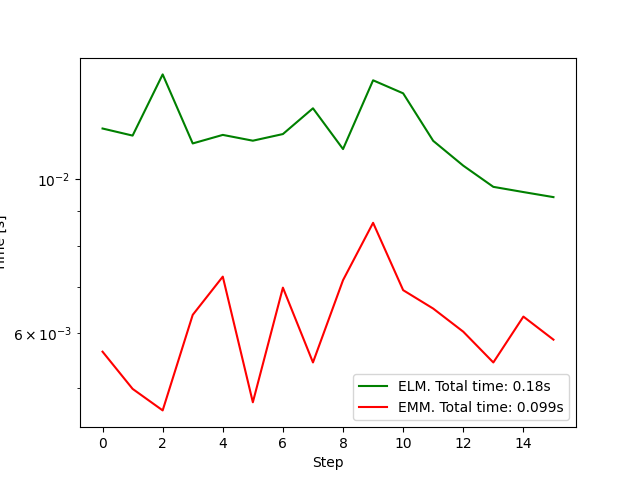 Time [s]
10⁻²
6 × 10⁻³
ELM. Total time: 0.18s
EMM. Total time: 0.099s
0 2 4 6 8 10 12 14
Step